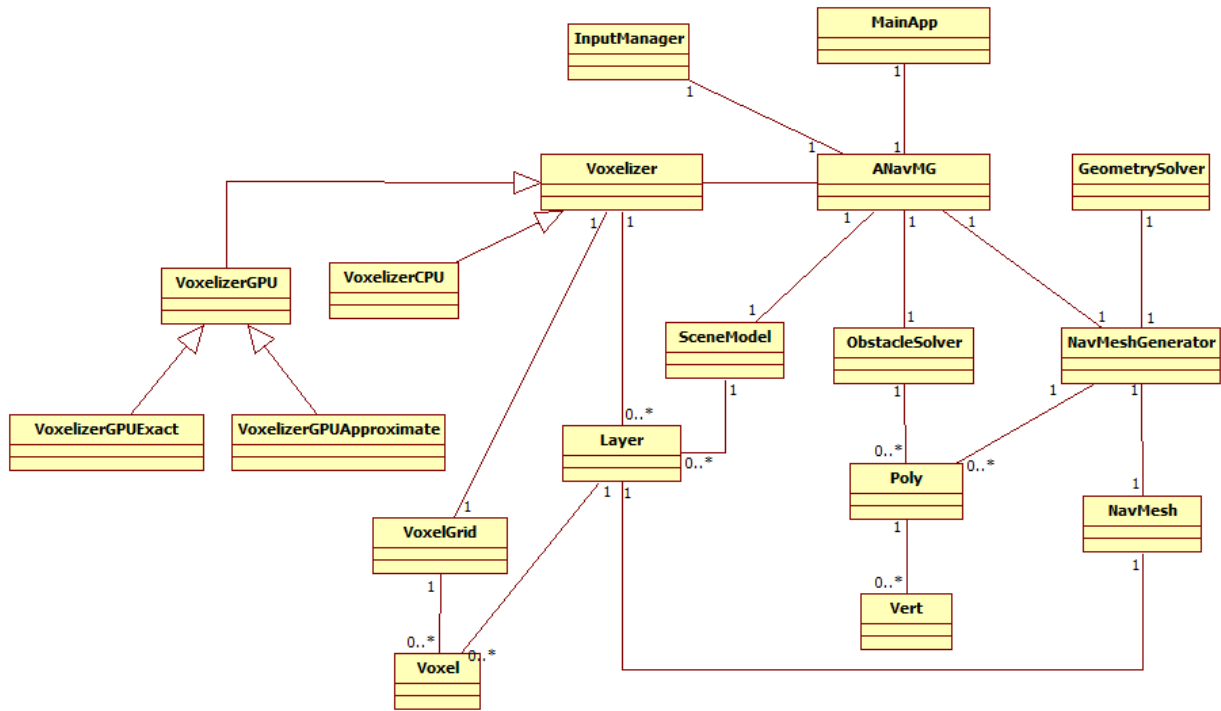 MainApp
InputManager
1
1
1
1
Voxelizer
ANavMG
GeometrySolver
1
1
1
1
1
1
VoxelizerGPU
VoxelizerCPU
1
1
1
1
SceneModel
ObstacleSolver
NavMeshGenerator
1
1
1
1
0..*
VoxelizerGPUExact
VoxelizerGPUApproximate
Layer
0..*
0..*
0..*
Poly
1
1
1
1
VoxelGrid
NavMesh
1
1
1
0..*
Vert
0..*
0..*
Voxel